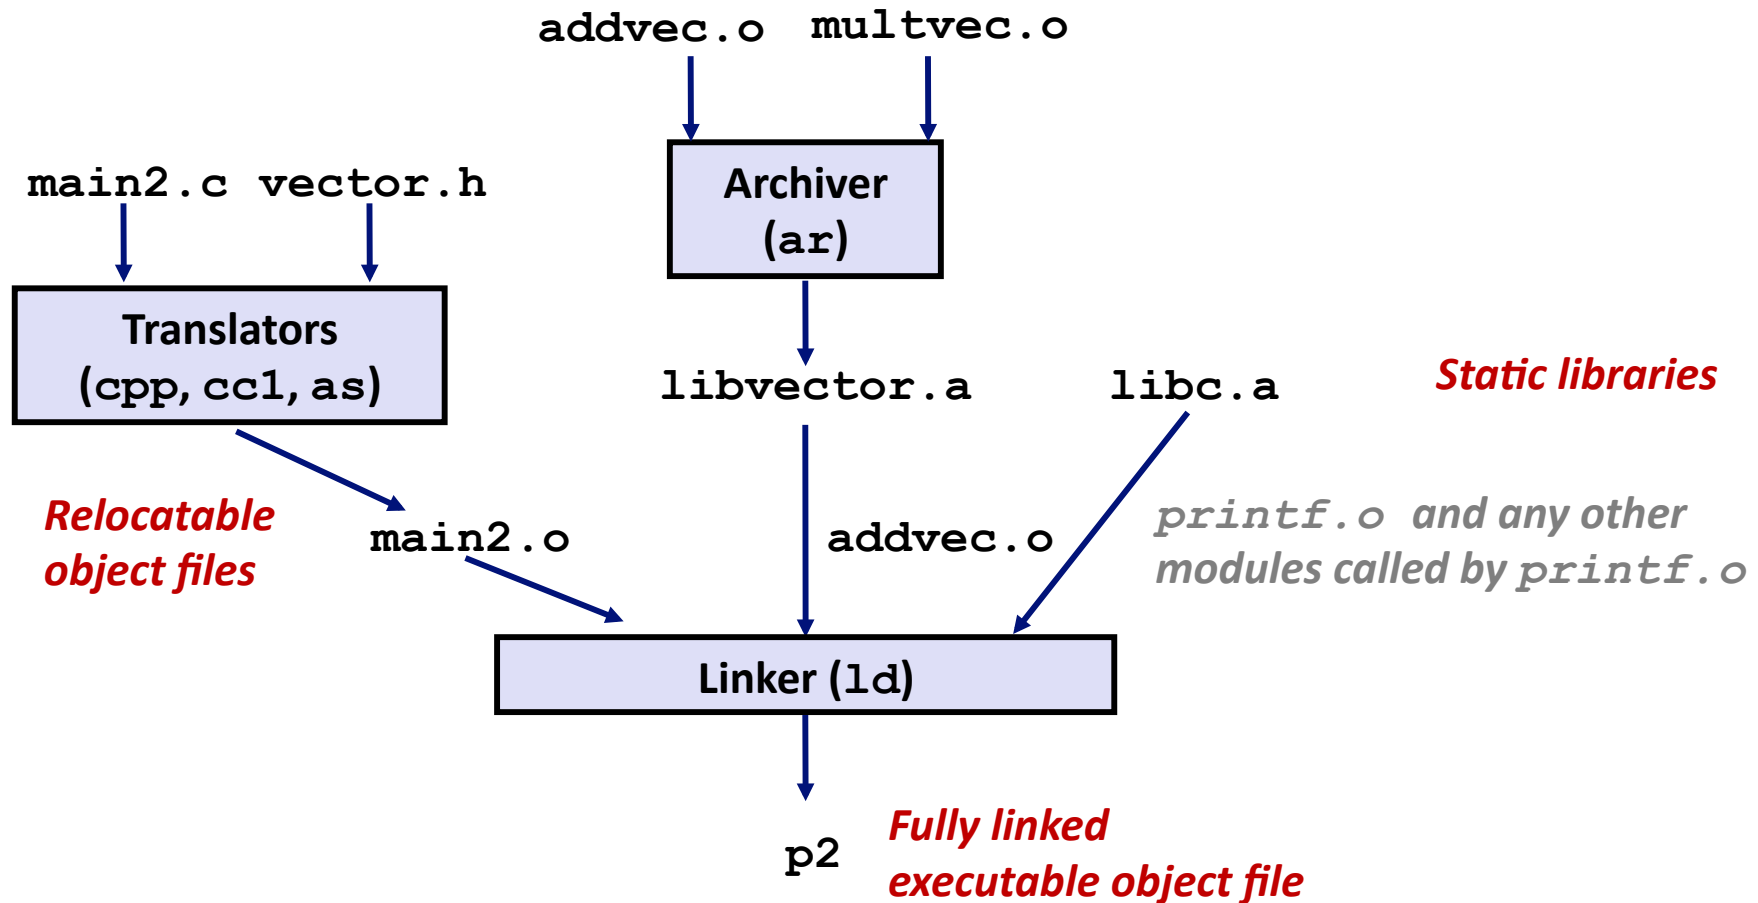 addvec.o multvec.o
main2.c vector.h
Archiver
(ar)
Translators
(cpp, cc1, as)
libvector.a
libc.a
Static libraries
Relocatable
object files
main2.o
addvec.o
printf.o and any other
modules called by printf.o
Linker (ld)
p2
Fully linked
executable object file